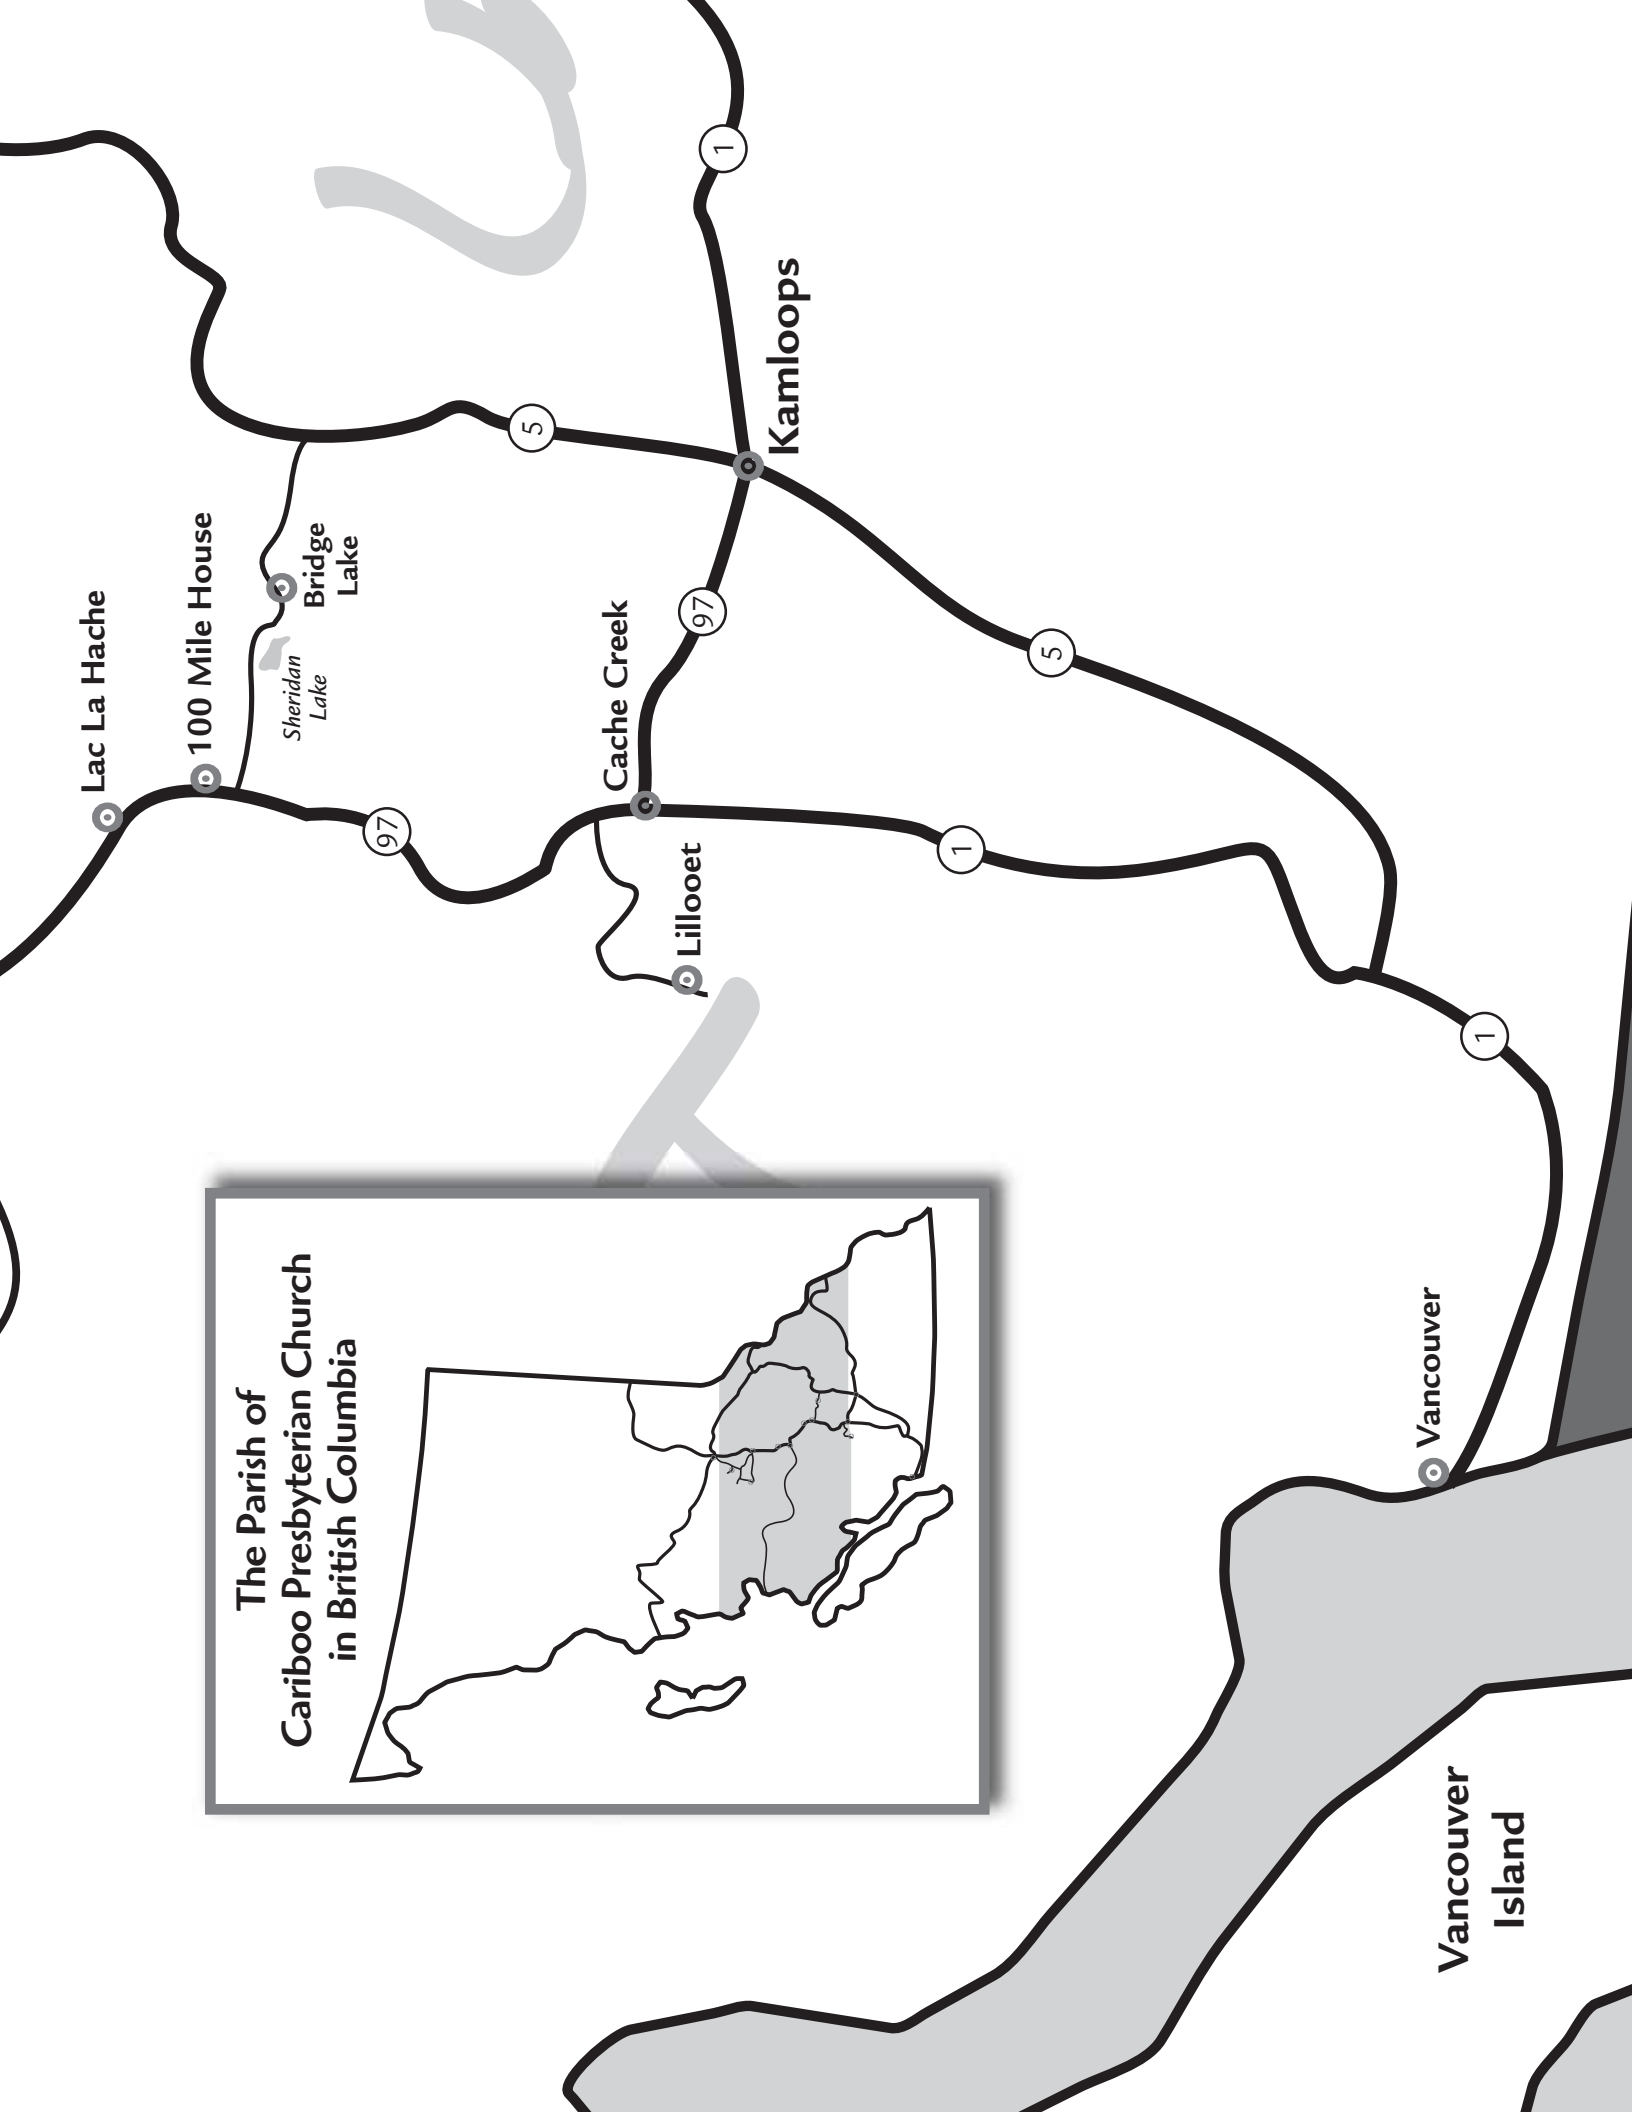 The Parish of
Cariboo Presbyterian Church
in British Columbia
Lac La Hache
100 Mile House
Bridge
Lake
Sheridan
Lake
97
5
1
Cache Creek
97
Kamloops
Lillooet
1
5
1
Vancouver
Vancouver
Island